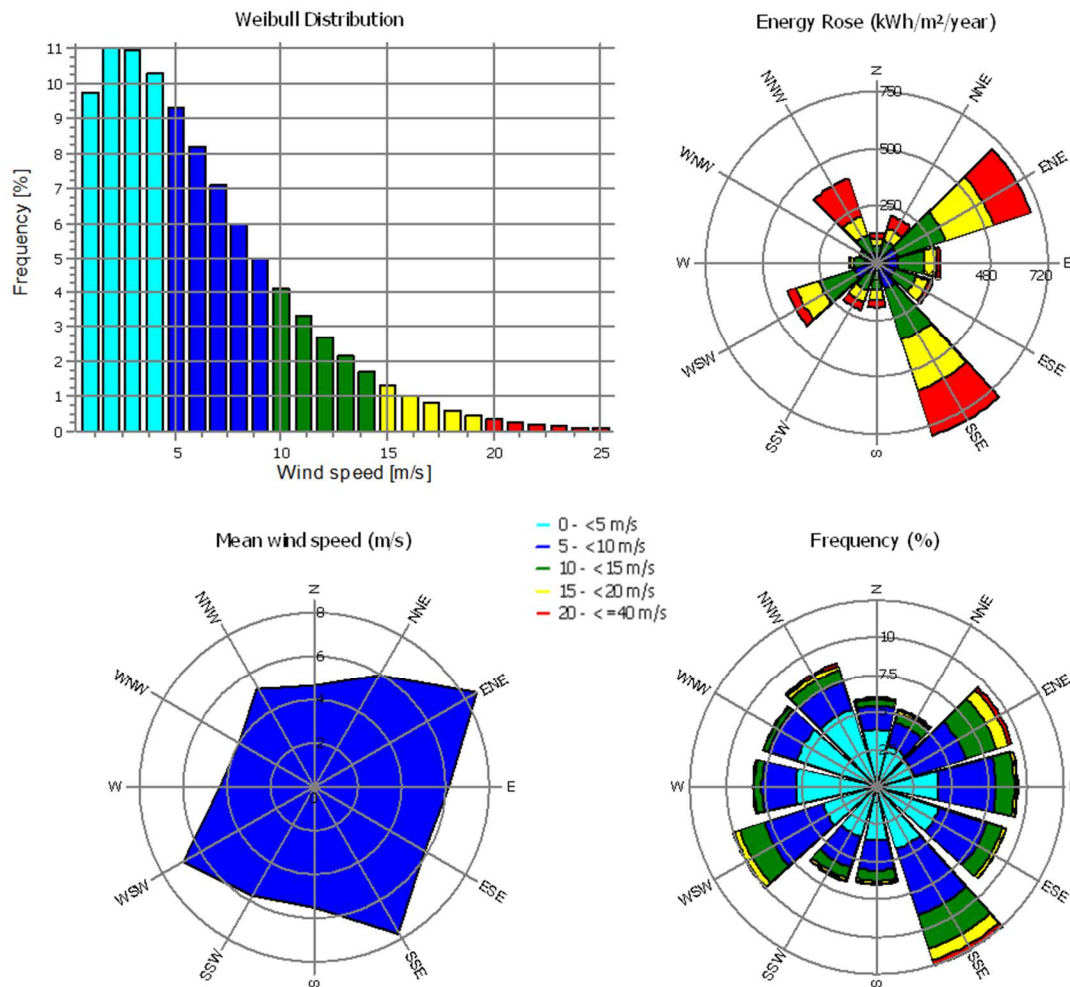 Weibull Distribution
11
10
9
8
7
6
5
4
3
2
1
0
Frequency [%]
5
10
15
20
25
Wind speed [m/s]
Energy Rose (kWh/m²/year)
N
NNE
ENE
E
ESE
SSE
S
SSW
WSW
W
WNW
NNW
750
500
250
480
720
Mean wind speed (m/s)
N
NNE
ENE
E
ESE
SSE
S
SSW
WSW
W
WNW
NNW
8
6
4
2
0
0 - <5 m/s
5 - <10 m/s
10 - <15 m/s
15 - <20 m/s
20 - <=40 m/s
Frequency (%)
N
NNE
ENE
E
ESE
SSE
S
SSW
WSW
W
WNW
NNW
10
7.5